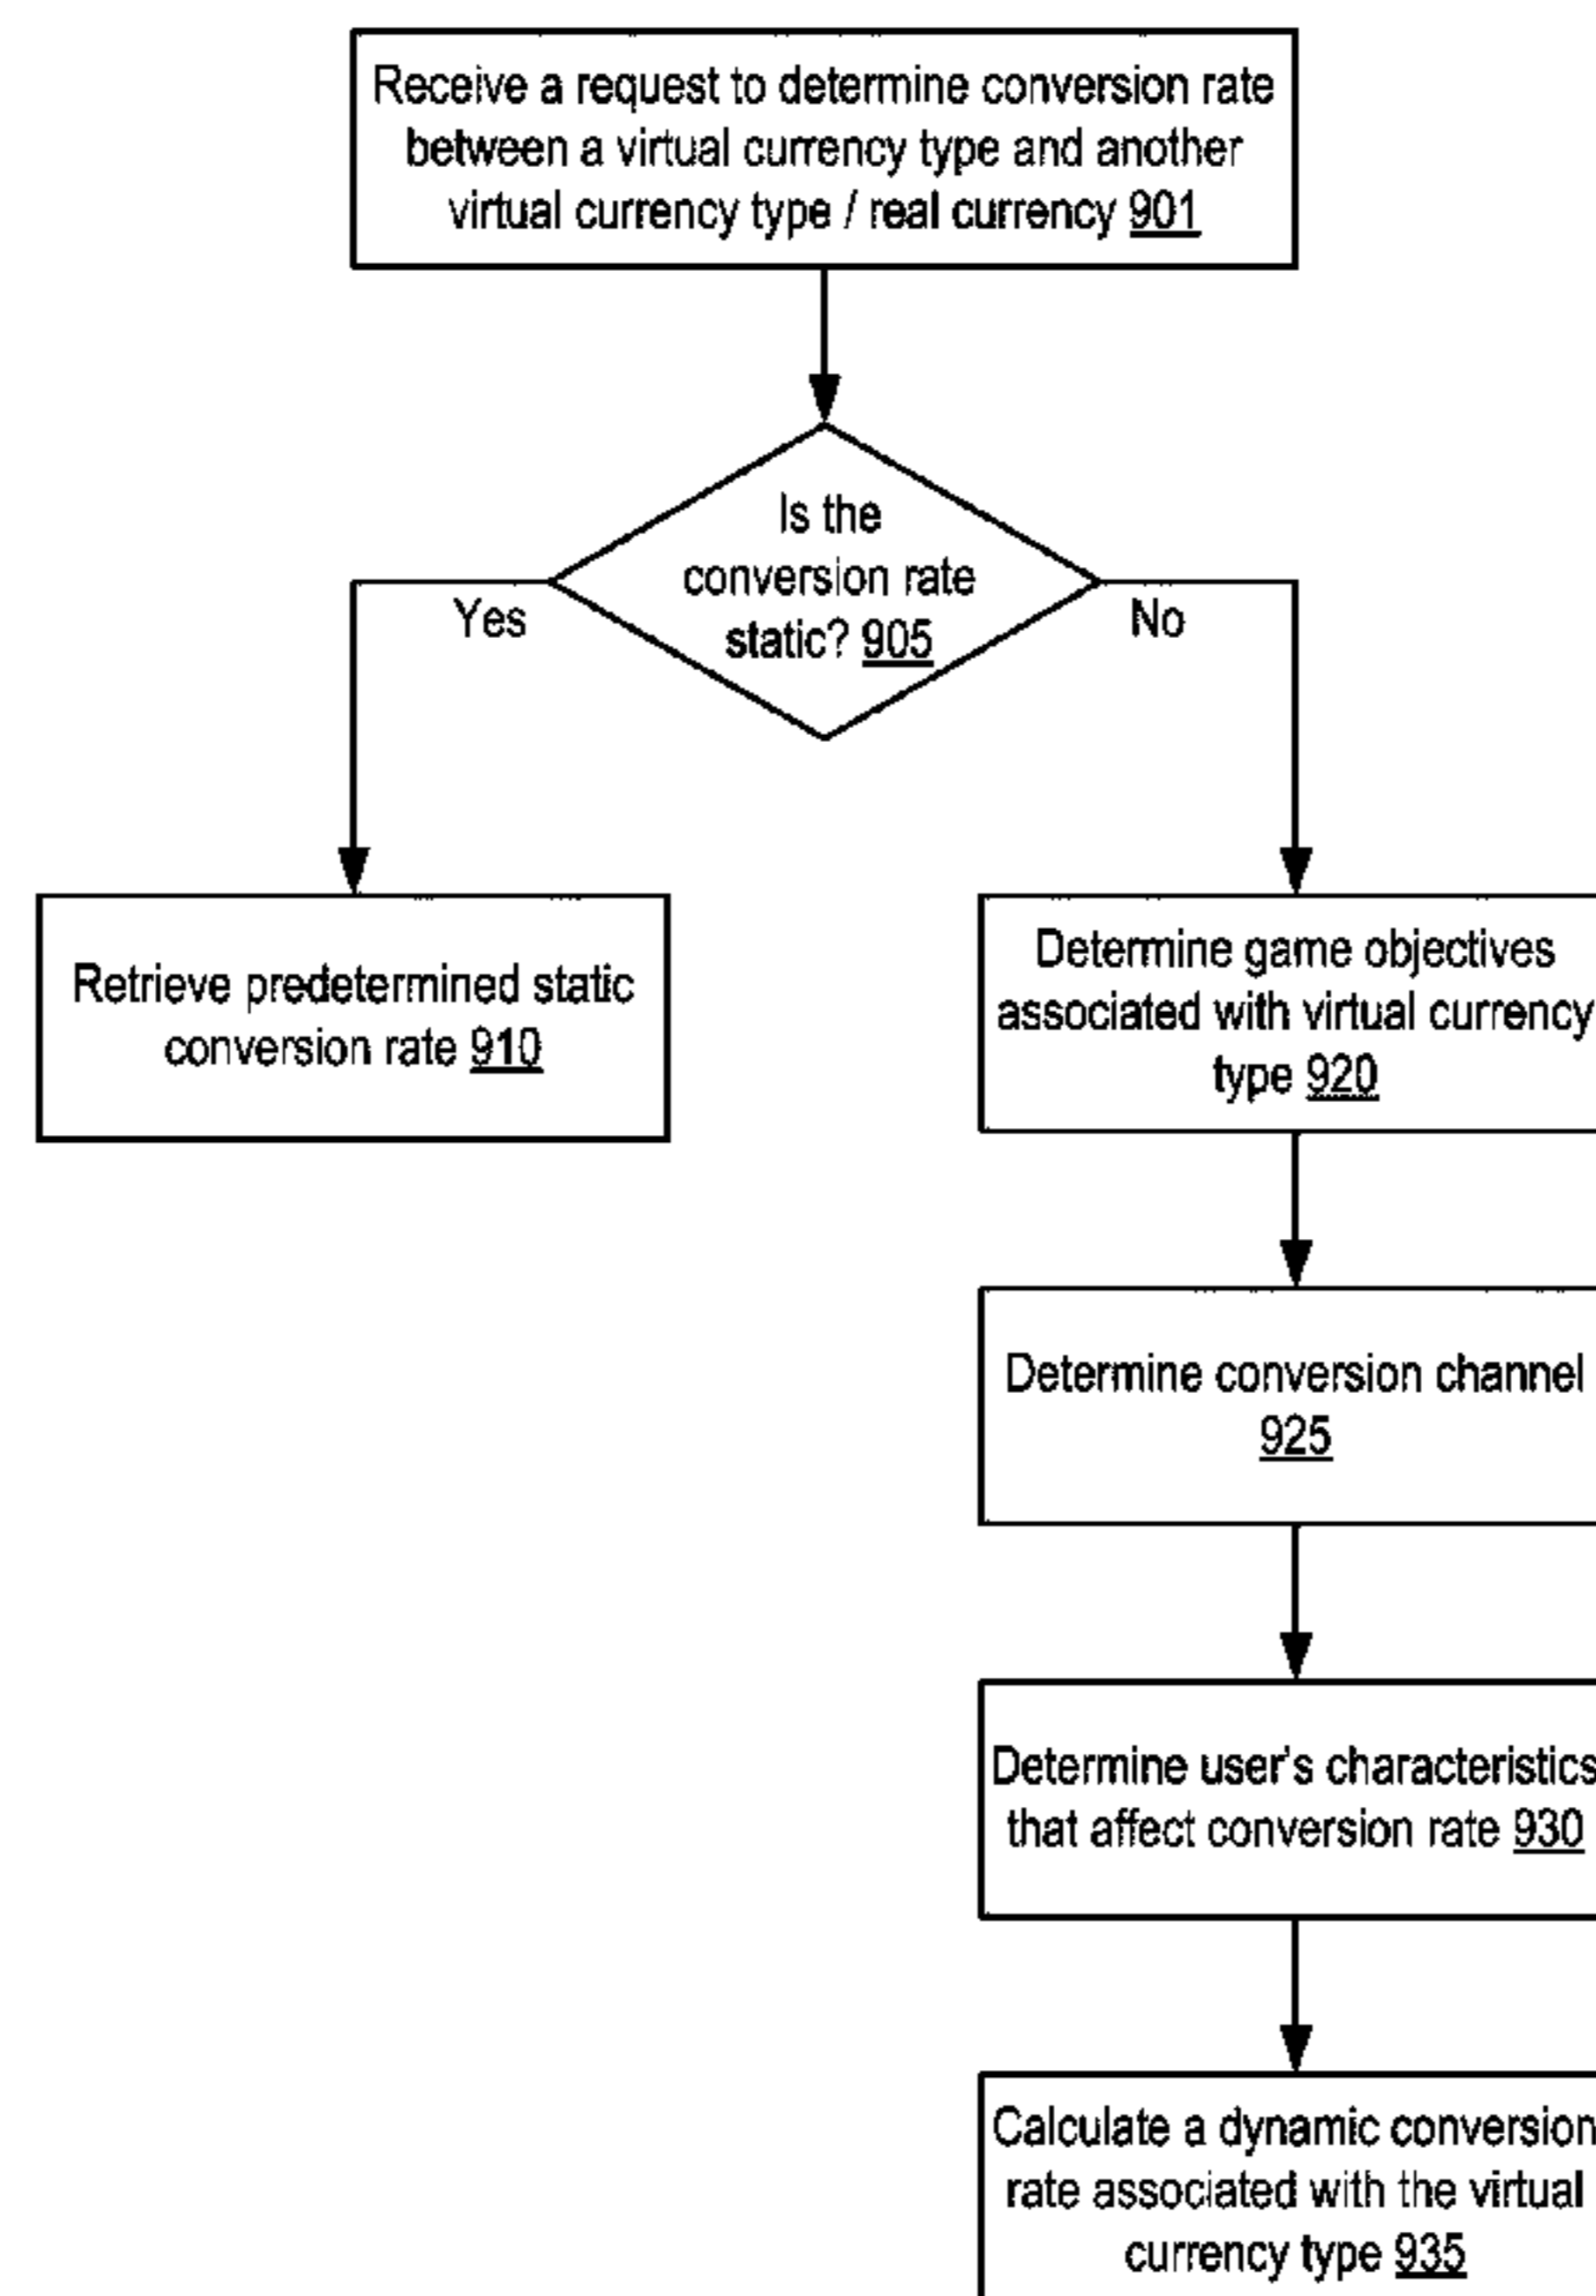 Receive a request to determine conversion rate
between a virtual currency type and another
virtual currency type / real currency 901
Is the
conversion rate
static? 905
Yes
No
Retrieve predetermined static
conversion rate 910
Determine game objectives
associated with virtual currency
type 920
Determine conversion channel
925
Determine user's characteristics
that affect conversion rate 930
Calculate a dynamic conversion
rate associated with the virtual
currency type 935